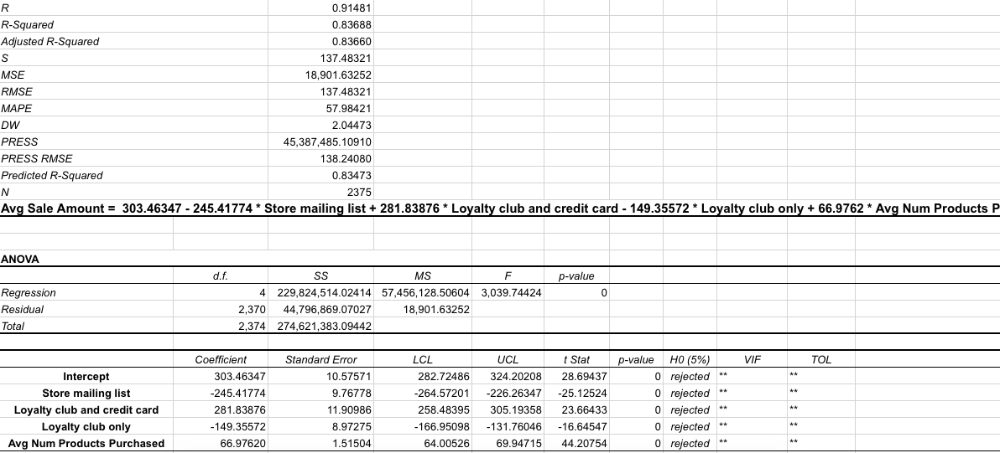 R 0.91481
R-Squared 0.83688
Adjusted R-Squared 0.83660
S 137.48321
MSE 18,901.63252
RMSE 137.48321
MAPE 57.98421
DW 2.04473
PRESS 45,387,485.10910
PRESS RMSE 138.24080
Predicted R-Squared 0.83473
N 2375
Avg Sale Amount = 303.46347 - 245.41774 * Store mailing list + 281.83876 * Loyalty club and credit card - 149.35572 * Loyalty club only + 66.9762 * Avg Num Products P
ANOVA
d.f. SS MS F p-value
Regression 4 229,824,514.02414 57,456,128.50604 3,039.74424 0
Residual 2,370 44,796,869.07027 18,901.63252
Total 2,374 274,621,383.09442
Coefficient Standard Error LCL UCL t Stat p-value H0 (5%) VIF TOL
Intercept 303.46347 10.57571 282.72486 324.20208 28.69437 0 rejected ** **
Store mailing list -245.41774 9.76778 -264.57201 -226.26347 -25.12524 0 rejected ** **
Loyalty club and credit card 281.83876 11.90986 258.48395 305.19358 23.66433 0 rejected ** **
Loyalty club only -149.35572 8.97275 -166.95098 -131.76046 -16.64547 0 rejected ** **
Avg Num Products Purchased 66.97620 1.51504 64.00526 69.94715 44.20754 0 rejected ** **